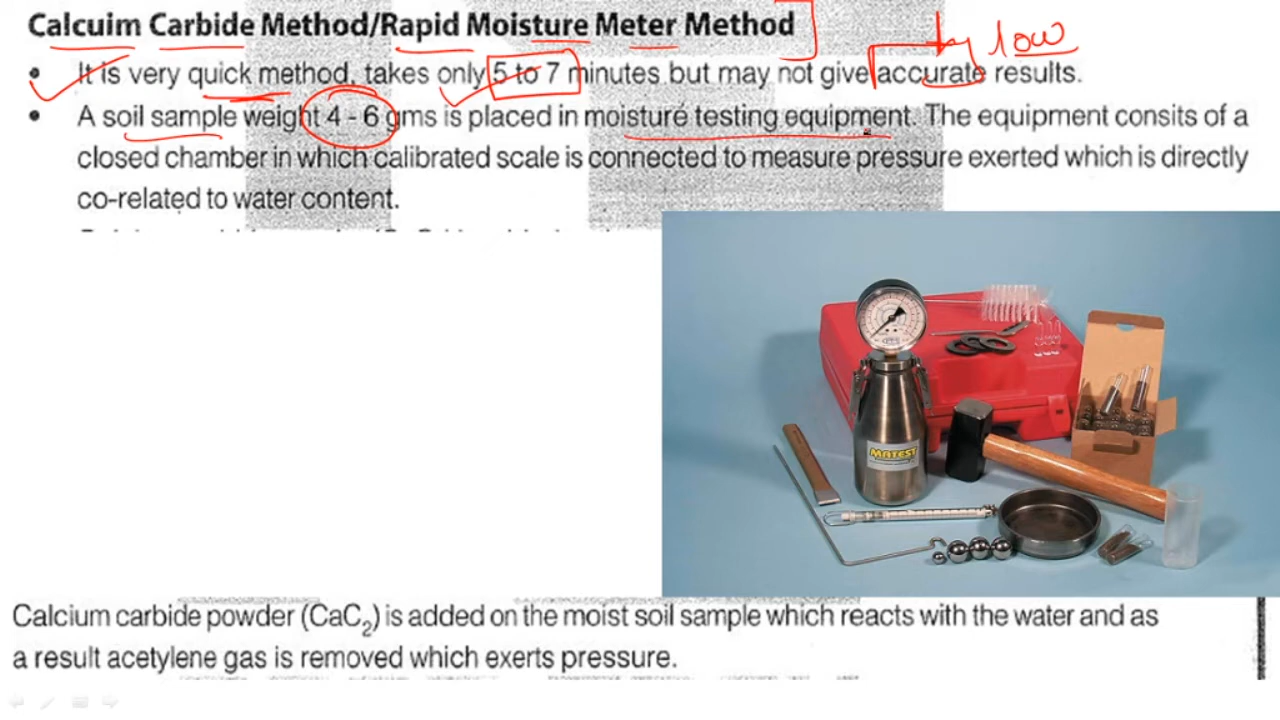 Calcuim Carbide Method/Rapid Moisture Meter Method
low
• It is very quick method, takes only 5 to 7 minutes but may not give accurate results.
• A soil sample weight 4 - 6 gms is placed in moisture testing equipment. The equipment consits of a
closed chamber in which calibrated scale is connected to measure pressure exerted which is directly
co-related to water content.
MATEST
Calcium carbide powder (CaC₂) is added on the moist soil sample which reacts with the water and as
a result acetylene gas is removed which exerts pressure.